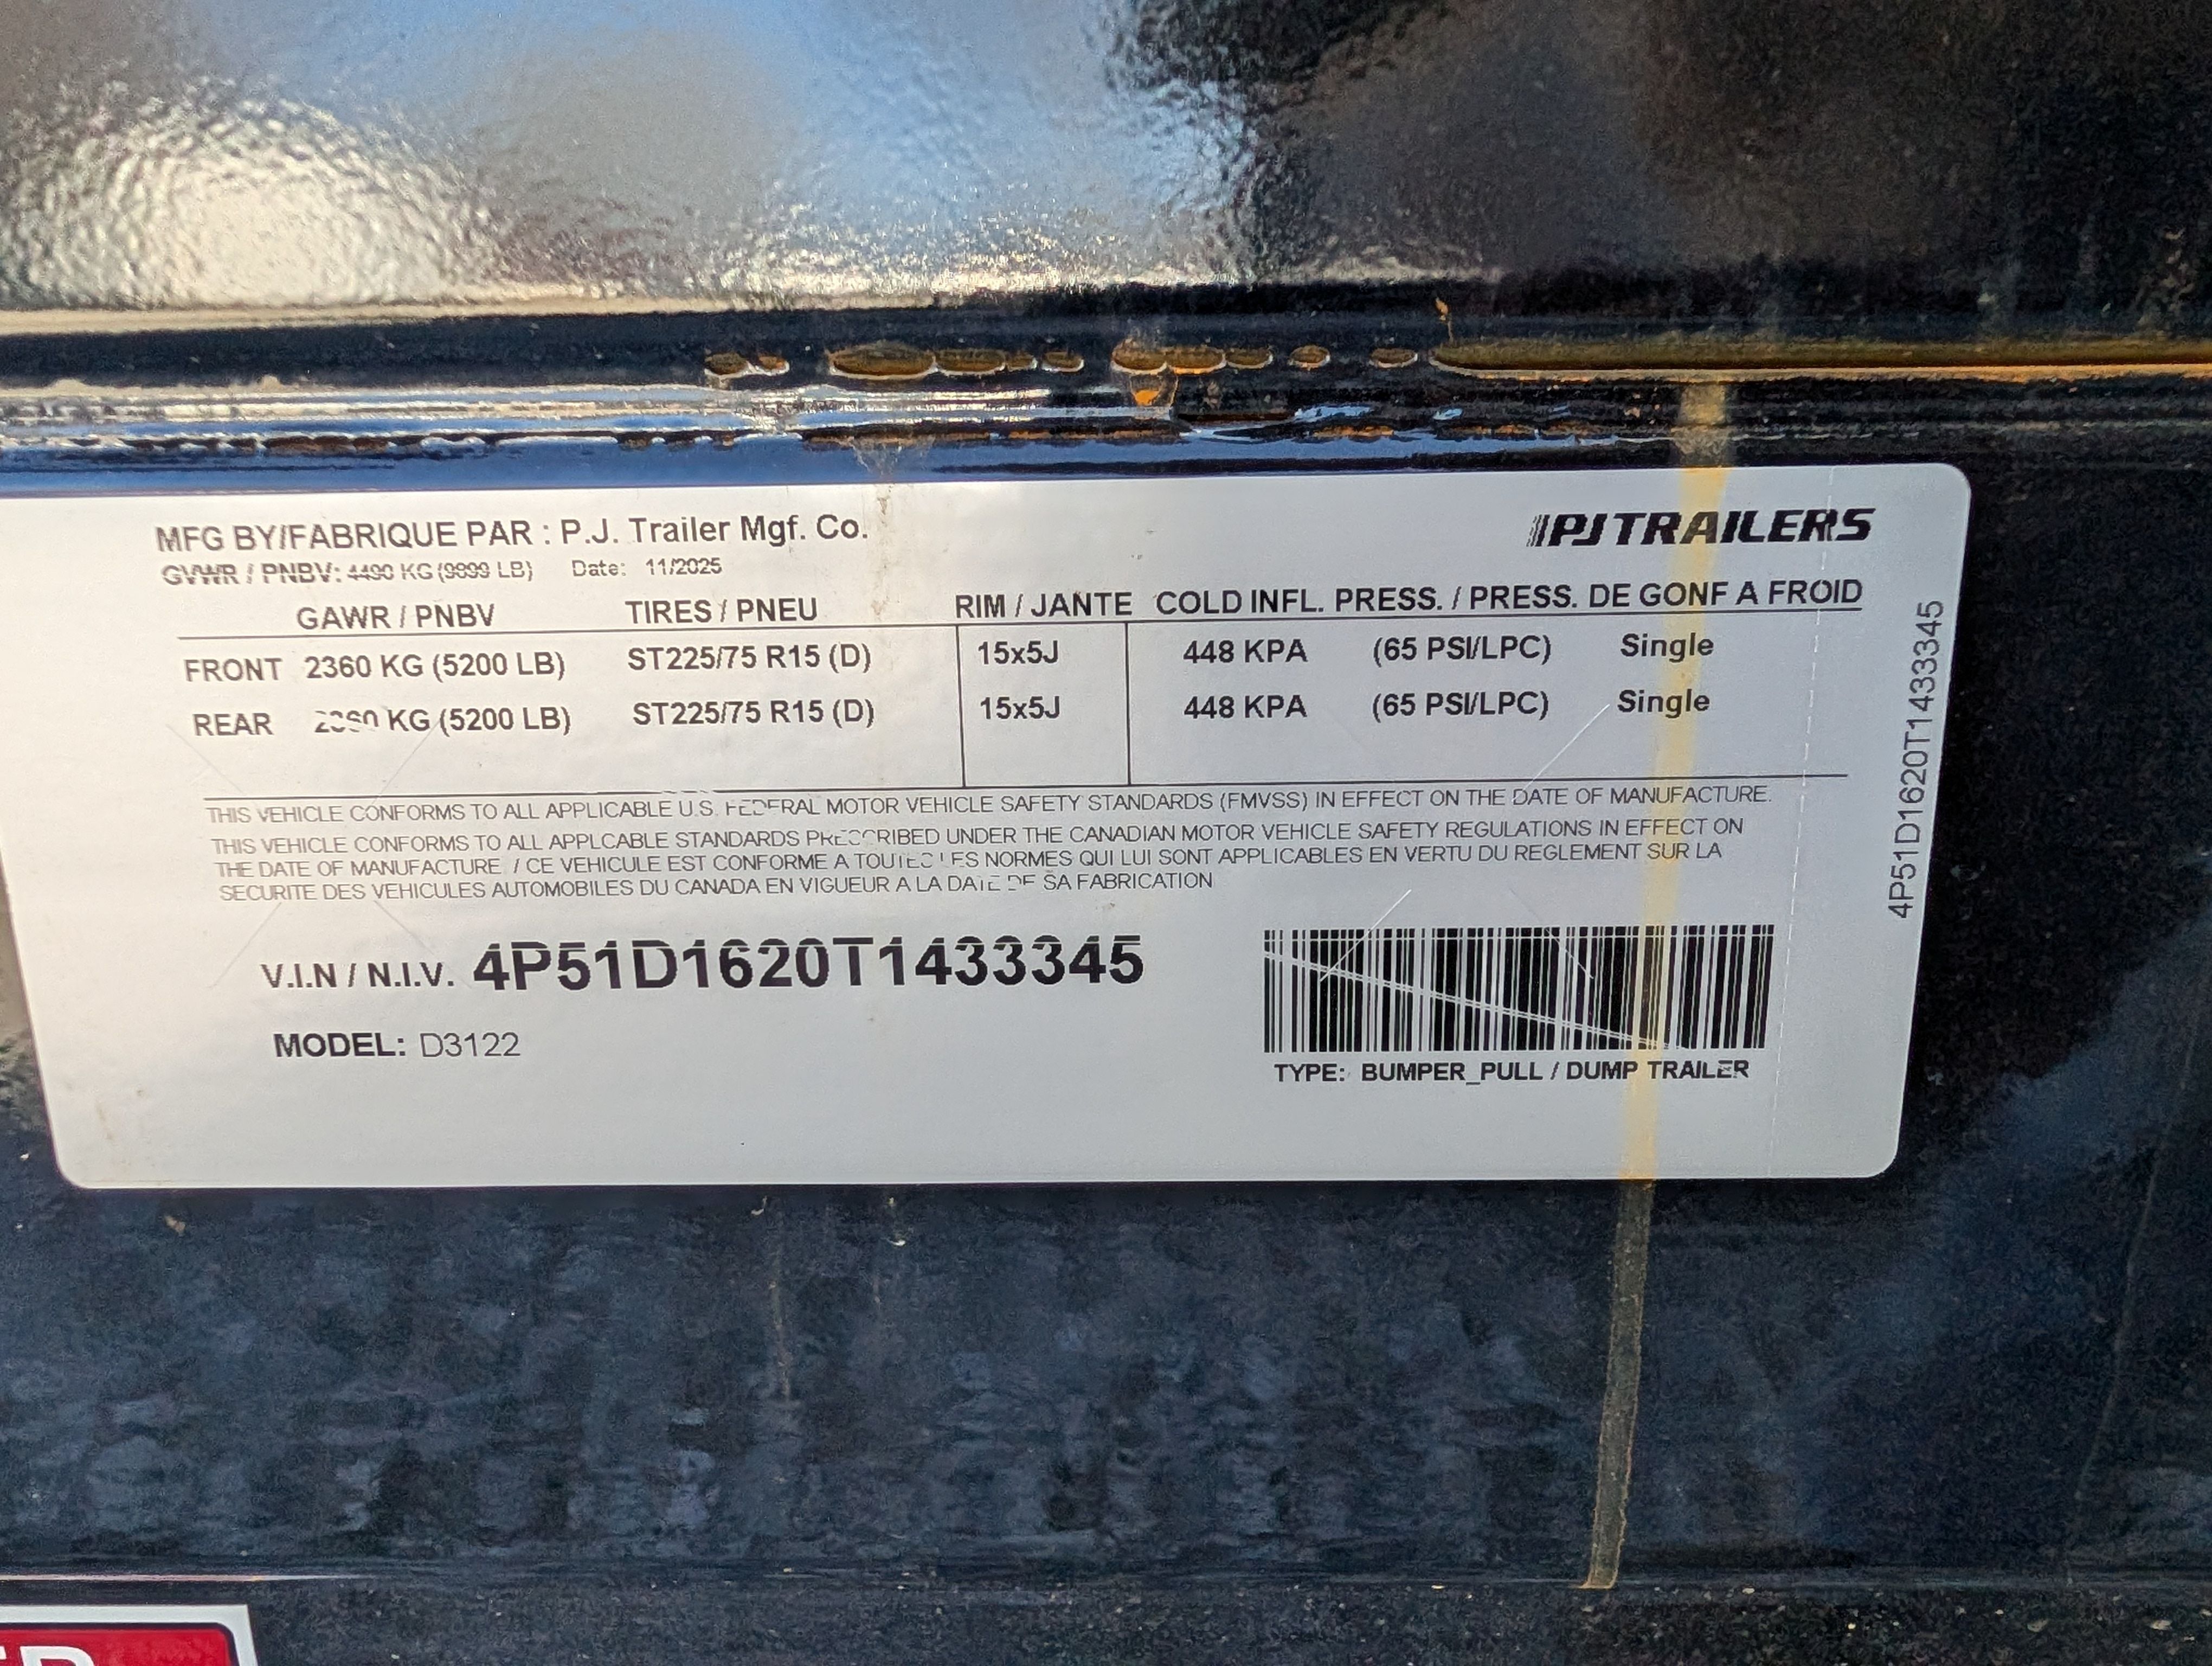 MFG BY/FABRIQUE PAR : P.J. Trailer Mgf. Co.
PJ TRAILERS
GVWR / PNBV: 4490 KG (9899 LB) Date: 11/2025
GAWR / PNBV TIRES / PNEU RIM / JANTE COLD INFL. PRESS. / PRESS. DE GONF A FROID
FRONT 2360 KG (5200 LB) ST225/75 R15 (D) 15x5J 448 KPA (65 PSI/LPC) Single
REAR 2360 KG (5200 LB) ST225/75 R15 (D) 15x5J 448 KPA (65 PSI/LPC) Single
THIS VEHICLE CONFORMS TO ALL APPLICABLE U.S. FEDERAL MOTOR VEHICLE SAFETY STANDARDS (FMVSS) IN EFFECT ON THE DATE OF MANUFACTURE.
THIS VEHICLE CONFORMS TO ALL APPLCABLE STANDARDS PRESCRIBED UNDER THE CANADIAN MOTOR VEHICLE SAFETY REGULATIONS IN EFFECT ON
THE DATE OF MANUFACTURE / CE VEHICULE EST CONFORME A TOUTES LES NORMES QUI LUI SONT APPLICABLES EN VERTU DU REGLEMENT SUR LA
SECURITE DES VEHICULES AUTOMOBILES DU CANADA EN VIGUEUR A LA DATE DE SA FABRICATION
V.I.N / N.I.V. 4P51D1620T1433345
MODEL: D3122
TYPE: BUMPER_PULL / DUMP TRAILER
4P51D1620T1433345